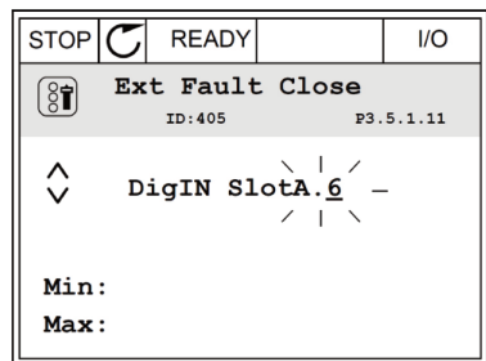 STOP READY I/O
Ext Fault Close
ID:405 P3.5.1.11
DigIN SlotA.6
Min:
Max: